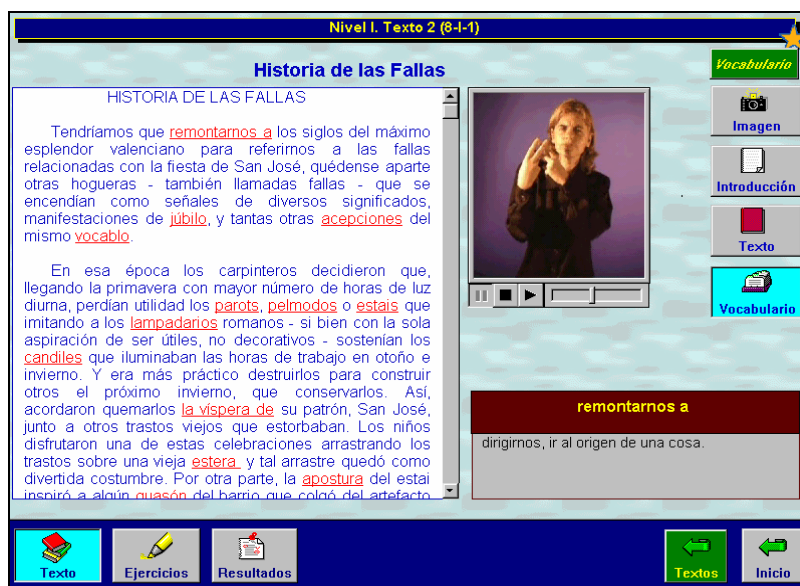 Nivel I. Texto 2 (8-I-1)
Historia de las Fallas
HISTORIA DE LAS FALLAS
Tendríamos que remontarnos a los siglos del máximo
esplendor valenciano para referirnos a las fallas
relacionadas con la fiesta de San José, quédense aparte
otras hogueras - también llamadas fallas - que se
encendían como señales de diversos significados,
manifestaciones de júbilo, y tantas otras acepciones del
mismo vocablo.
En esa época los carpinteros decidieron que,
llegando la primavera con mayor número de horas de luz
diurna, perdían utilidad los parots, pelmodos o estais que
imitando a los lampadarios romanos - si bien con la sola
aspiración de ser útiles, no decorativos - sostenían los
candiles que iluminaban las horas de trabajo en otoño e
invierno. Y era más práctico destruirlos para construir
otros el próximo invierno, que conservarlos. Así,
acordaron quemarlos la víspera de su patrón, San José,
junto a otros trastos viejos que estorbaban. Los niños
disfrutaron una de estas celebraciones arrastrando los
trastos sobre una vieja estera y tal arrastre quedó como
divertida costumbre. Por otra parte, la apostura del estai
inspiró a algún guasón del barrio que colgó del artefacto
Vocabulario
Imagen
Introducción
Texto
Vocabulario
remontarnos a
dirigirnos, ir al origen de una cosa.
Texto
Ejercicios
Resultados
Textos
Inicio